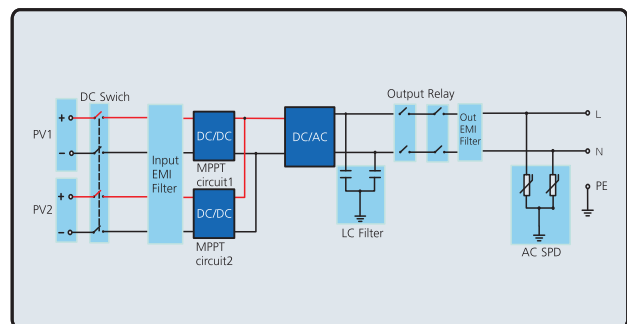 DC Swich
Output Relay
PV1
+
−
Input
EMI
Filter
DC/DC
MPPT
circuit1
DC/AC
Out
EMI
Filter
L
N
PE
PV2
+
−
DC/DC
MPPT
circuit2
LC Filter
AC SPD